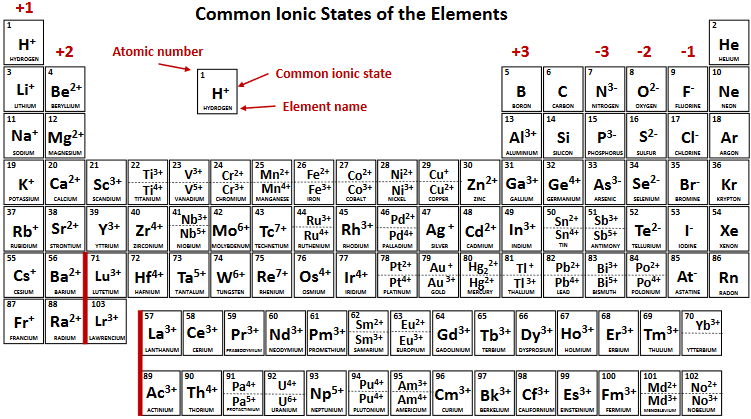 Common Ionic States of the Elements
+1
+2
+3
-3
-2
-1
Atomic number
Common ionic state
Element name
1
H+
HYDROGEN
1
H+
HYDROGEN
2
He
HELIUM
3
Li+
LITHIUM
4
Be2+
BERYLLIUM
5
B
BORON
6
C
CARBON
7
N3-
NITROGEN
8
O2-
OXYGEN
9
F-
FLUORINE
10
Ne
NEON
11
Na+
SODIUM
12
Mg2+
MAGNESIUM
13
Al3+
ALUMINIUM
14
Si
SILICON
15
P3-
PHOSPHORUS
16
S2-
SULFUR
17
Cl-
CHLORINE
18
Ar
ARGON
19
K+
POTASSIUM
20
Ca2+
CALCIUM
21
Sc3+
SCANDIUM
22
Ti3+
Ti4+
TITANIUM
23
V3+
V5+
VANADIUM
24
Cr2+
Cr3+
CHROMIUM
25
Mn2+
Mn4+
MANGANESE
26
Fe2+
Fe3+
IRON
27
Co2+
Co3+
COBALT
28
Ni2+
Ni3+
NICKEL
29
Cu+
Cu2+
COPPER
30
Zn2+
ZINC
31
Ga3+
GALLIUM
32
Ge4+
GERMANIUM
33
As3-
ARSENIC
34
Se2-
SELENIUM
35
Br-
BROMINE
36
Kr
KRYPTON
37
Rb+
RUBIDIUM
38
Sr2+
STRONTIUM
39
Y3+
YTTRIUM
40
Zr4+
ZIRCONIUM
41
Nb3+
Nb5+
NIOBIUM
42
Mo6+
MOLYBDENUM
43
Tc7+
TECHNETIUM
44
Ru3+
Ru4+
RUTHENIUM
45
Rh3+
RHODIUM
46
Pd2+
Pd4+
PALLADIUM
47
Ag+
SILVER
48
Cd2+
CADMIUM
49
In3+
INDIUM
50
Sn2+
Sn4+
TIN
51
Sb3+
Sb5+
ANTIMONY
52
Te2-
TELLURIUM
53
I-
IODINE
54
Xe
XENON
55
Cs+
CESIUM
56
Ba2+
BARIUM
71
Lu3+
LUTETIUM
72
Hf4+
HAFNIUM
73
Ta5+
TANTALUM
74
W6+
TUNGSTEN
75
Re7+
RHENIUM
76
Os4+
OSMIUM
77
Ir4+
IRIDIUM
78
Pt2+
Pt4+
PLATINUM
79
Au+
Au3+
GOLD
80
Hg22+
Hg2+
MERCURY
81
Tl+
Tl3+
THALLIUM
82
Pb2+
Pb4+
LEAD
83
Bi3+
Bi5+
BISMUTH
84
Po2+
Po4+
POLONIUM
85
At-
ASTATINE
86
Rn
RADON
87
Fr+
FRANCIUM
88
Ra2+
RADIUM
103
Lr3+
LAWRENCIUM
57
La3+
LANTHANUM
58
Ce3+
CERIUM
59
Pr3+
60
Nd3+
NEODYMIUM
61
Pm3+
PROMETHIUM
62
Sm2+
Sm3+
SAMARIUM
63
Eu2+
Eu3+
EUROPIUM
64
Gd3+
GADOLINIUM
65
Tb3+
TERBIUM
66
Dy3+
DYSPROSIUM
67
Ho3+
HOLMIUM
68
Er3+
ERBIUM
69
Tm3+
THULIUM
70
Yb3+
YTTERBIUM
89
Ac3+
ACTINIUM
90
Th4+
THORIUM
91
Pa4+
Pa5+
PROTACTINIUM
92
U4+
U6+
URANIUM
93
Np5+
NEPTUNIUM
94
Pu4+
Pu4+
PLUTONIUM
95
Am3+
Am4+
AMERICIUM
96
Cm3+
CURIUM
97
Bk3+
BERKELIUM
98
Cf3+
CALIFORNIUM
99
Es3+
EINSTEINIUM
100
Fm3+
FERMIUM
101
Md2+
Md3+
MENDELEVIUM
102
No2+
No3+
NOBELIUM